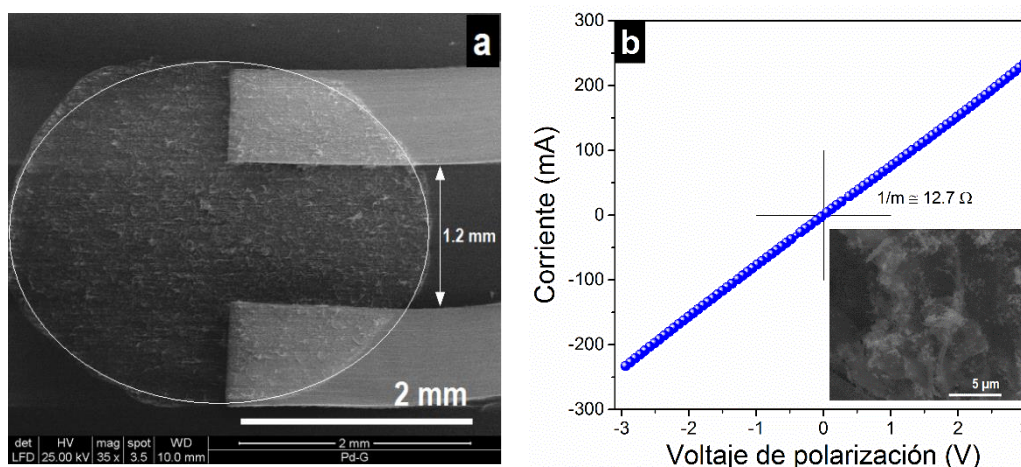 a
1.2 mm
2 mm
det HV mag spot WD 2 mm
LFD 25.00 kV 35 x 3.5 10.0 mm Pd-G
b
Corriente (mA)
300
200
100
0
-100
-200
-300
1/m ≅ 12.7 Ω
5 µm
-3 -2 -1 0 1 2 3
Voltaje de polarización (V)